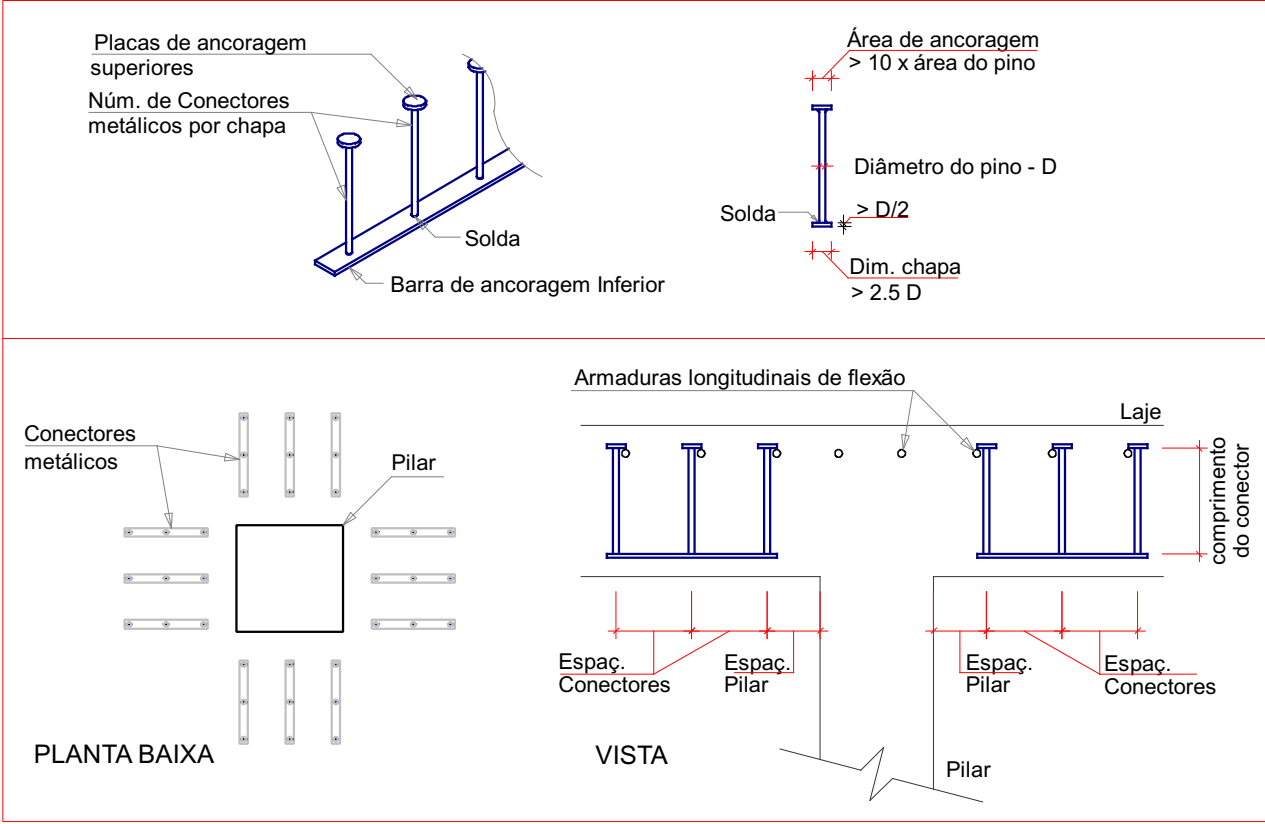 Placas de ancoragem
superiores
Núm. de Conectores
metálicos por chapa
Solda
Barra de ancoragem Inferior
Área de ancoragem
> 10 x área do pino
Diâmetro do pino - D
Solda
> D/2
Dim. chapa
> 2.5 D
Conectores
metálicos
Pilar
PLANTA BAIXA
Armaduras longitudinais de flexão
Laje
comprimento
do conector
Espaç.
Conectores
Espaç.
Pilar
Espaç.
Pilar
Espaç.
Conectores
VISTA
Pilar